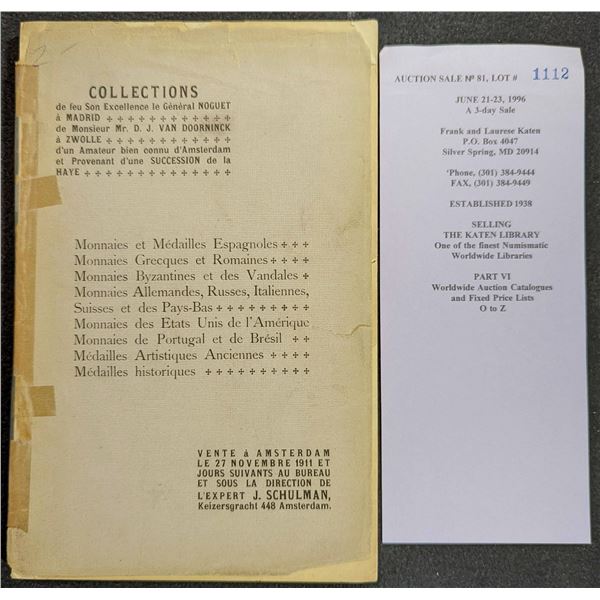 2-
COLLECTIONS
de feu Son Excellence le Général NOGUET
à MADRID
de Monsieur Mr. D. J. VAN DOORNINCK
à ZWOLLE
d'un Amateur bien connu d'Amsterdam
et Provenant d'une SUCCESSION de la
HAYE
Monnaies et Médailles Espagnoles
Monnaies Grecques et Romaines
Monnaies Byzantines et des Vandales
Monnaies Allemandes, Russes, Italiennes,
Suisses et des Pays-Bas
Monnaies des Etats Unis de l'Amérique
Monnaies de Portugal et de Brésil
Médailles Artistiques Anciennes
Médailles historiques
VENTE à AMSTERDAM
LE 27 NOVEMBRE 1911 ET
JOURS SUIVANTS AU BUREAU
ET SOUS LA DIRECTION DE
L'EXPERT J. SCHULMAN,
Keizersgracht 448 Amsterdam.
AUCTION SALE Nº 81, LOT # 1112
JUNE 21-23, 1996
A 3-day Sale
Frank and Laurese Katen
P.O. Box 4047
Silver Spring, MD 20914
'Phone, (301) 384-9444
FAX, (301) 384-9449
ESTABLISHED 1938
SELLING
THE KATEN LIBRARY
One of the finest Numismatic
Worldwide Libraries
PART VI
Worldwide Auction Catalogues
and Fixed Price Lists
O to Z